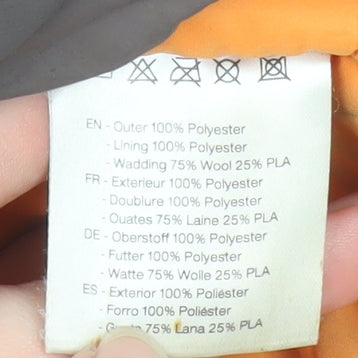 EN - Outer 100% Polyester
- Lining 100% Polyester
- Wadding 75% Wool 25% PLA
FR - Exterieur 100% Polyester
- Doublure 100% Polyester
- Ouates 75% Laine 25% PLA
DE - Oberstoff 100% Polyester
- Futter 100% Polyester
- Watte 75% Wolle 25% PLA
ES - Exterior 100% Poliéster
- Forro 100% Poliéster
- 75% Lana 25% PLA